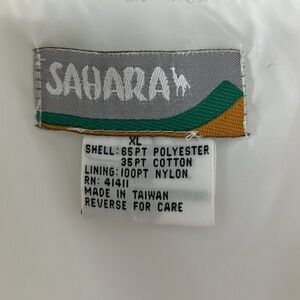 SAHARA
XL
SHELL: 65PT POLYESTER
35PT COTTON
LINING: 100PT NYLON
RN: 41411
MADE IN TAIWAN
REVERSE FOR CARE